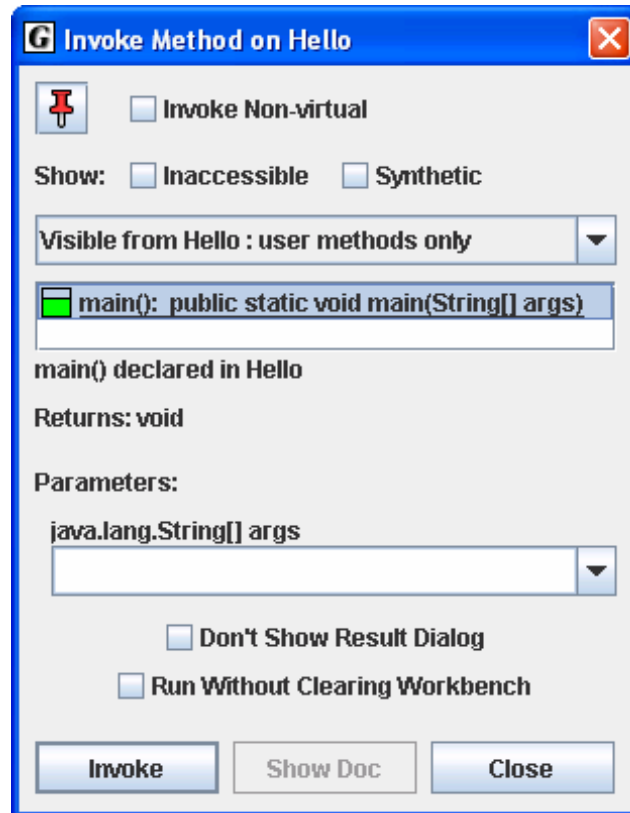 G Invoke Method on Hello
Invoke Non-virtual
Show: Inaccessible Synthetic
Visible from Hello : user methods only
main(): public static void main(String[] args)
main() declared in Hello
Returns: void
Parameters:
java.lang.String[] args
Don't Show Result Dialog
Run Without Clearing Workbench
Invoke Show Doc Close